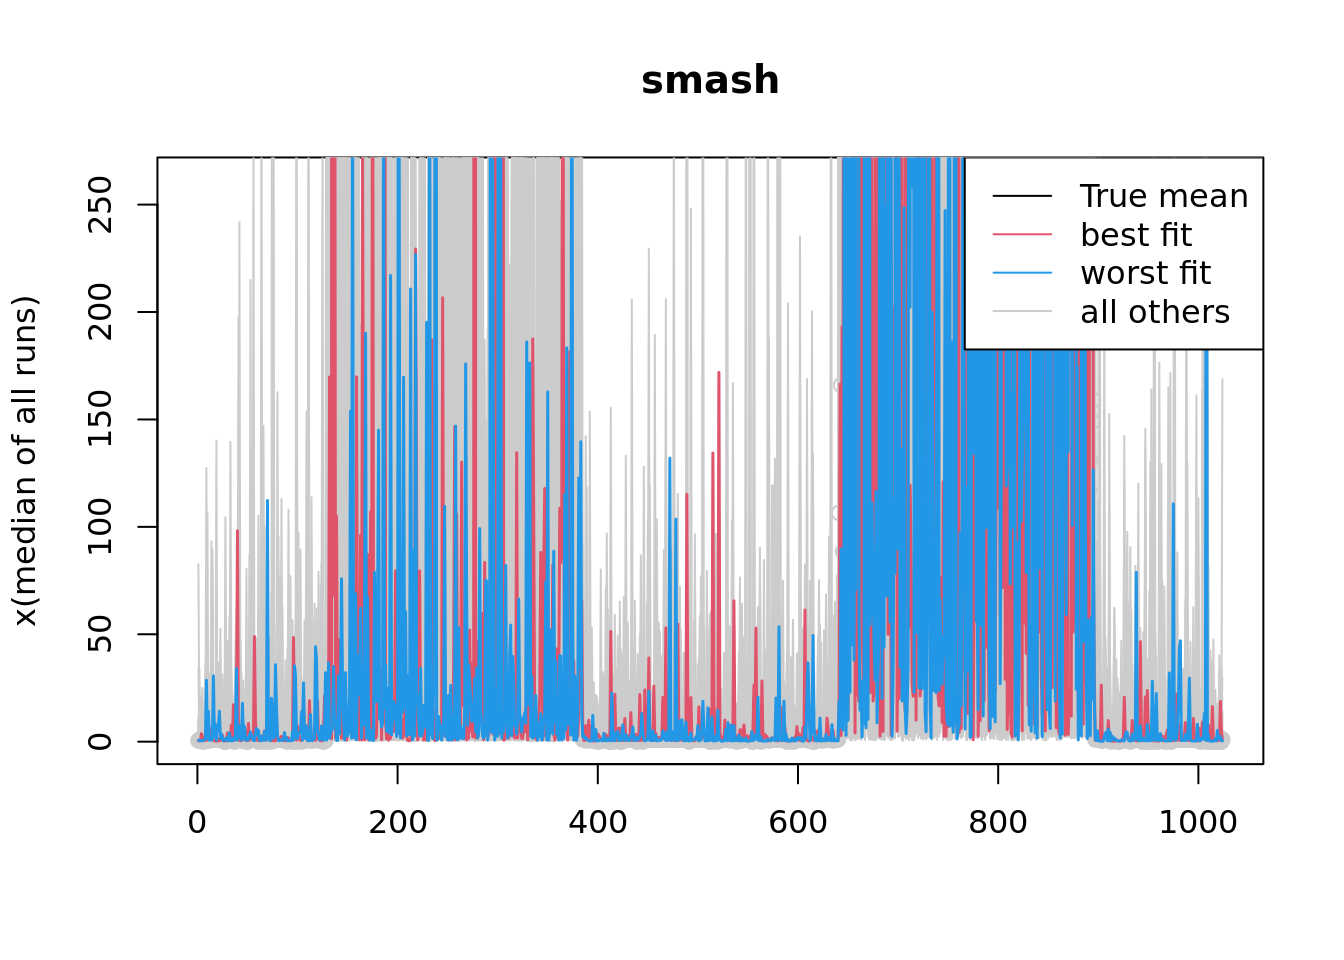 smash
x(median of all runs)
250
200
150
100
50
0
True mean
best fit
worst fit
all others
0 200 400 600 800 1000